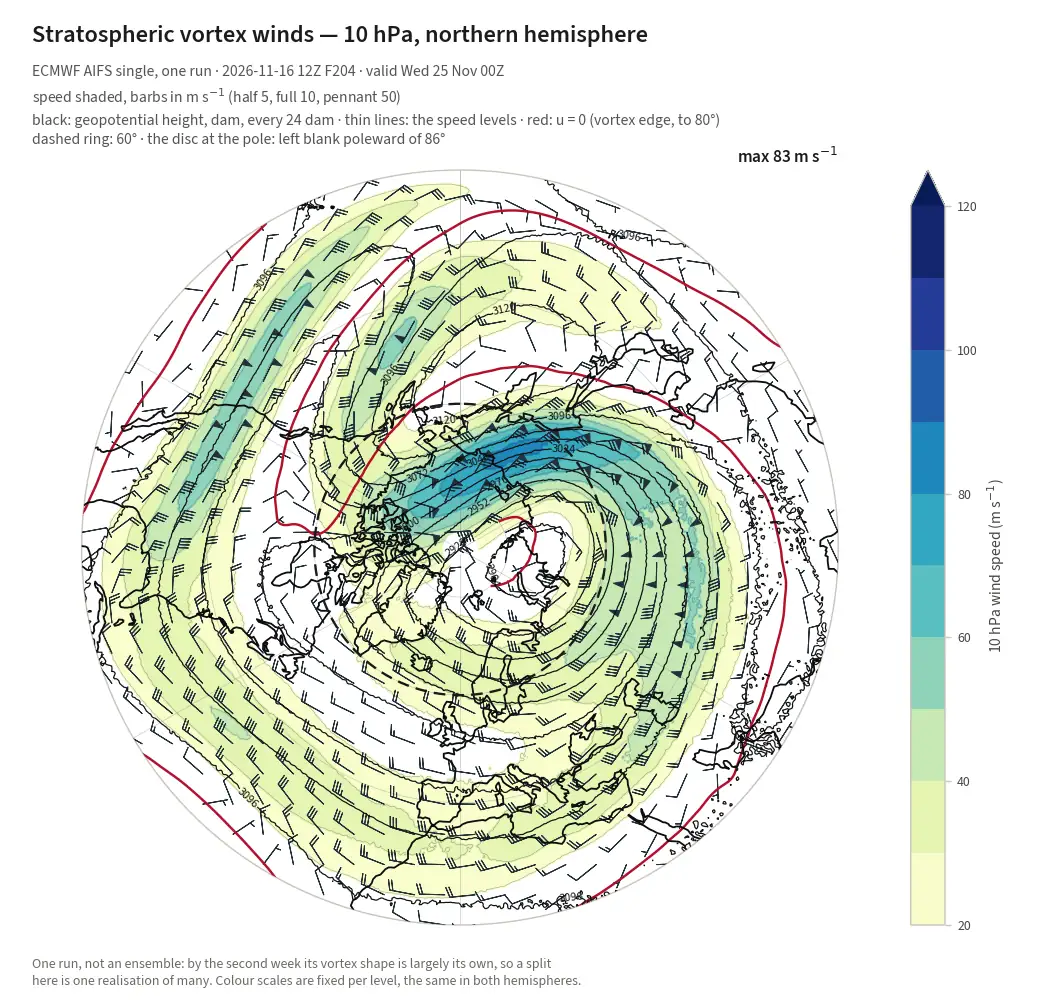 Stratospheric vortex winds — 10 hPa, northern hemisphere
ECMWF AIFS single, one run · 2026-11-16 12Z F204 · valid Wed 25 Nov 00Z
speed shaded, barbs in m s⁻¹ (half 5, full 10, pennant 50)
black: geopotential height, dam, every 24 dam · thin lines: the speed levels · red: u = 0 (vortex edge, to 80°)
dashed ring: 60° · the disc at the pole: left blank poleward of 86°
max 83 m s⁻¹
120
100
80
60
40
20
10 hPa wind speed (m s⁻¹)
3096
3096
3120
3096
3120
3096
3024
3072
2952
3096
3096
One run, not an ensemble: by the second week its vortex shape is largely its own, so a split
here is one realisation of many. Colour scales are fixed per level, the same in both hemispheres.